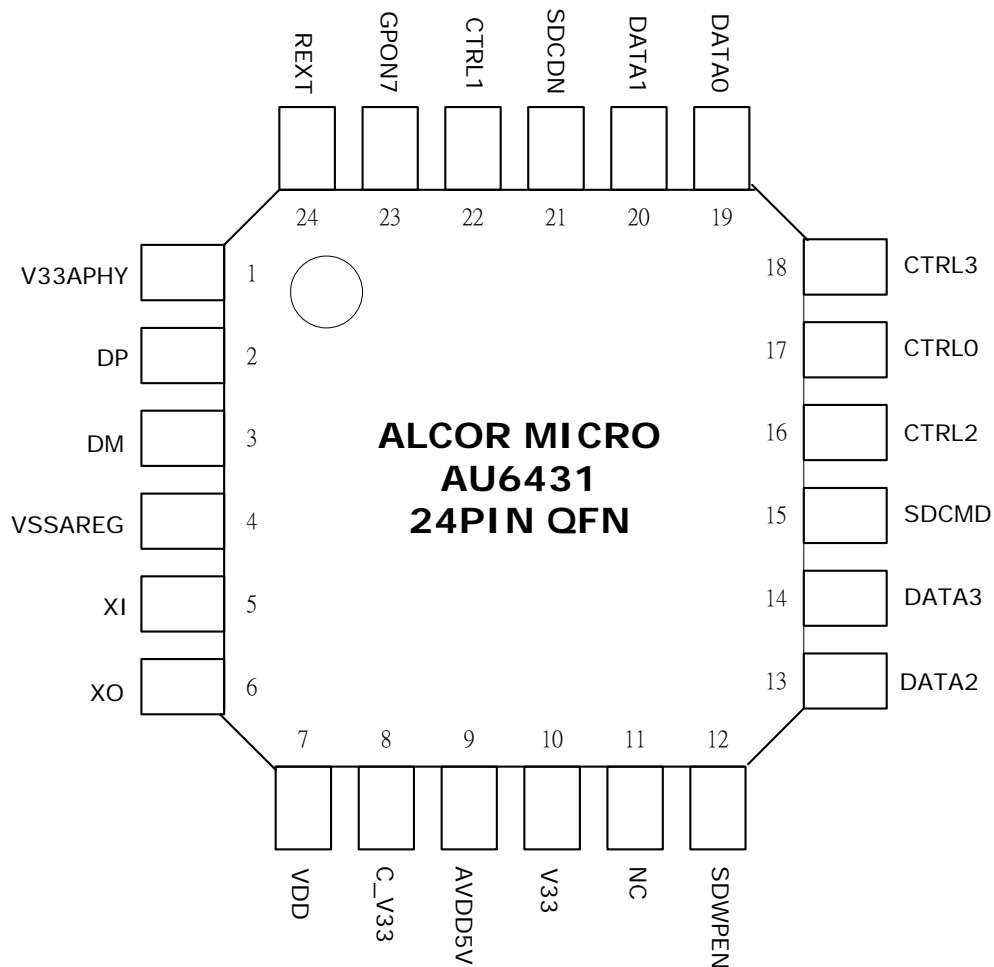 REXT
GPON7
CTRL1
SDCDN
DATA1
DATA0
24
23
22
21
20
19
V33APHY
1
18
CTRL3
DP
2
17
CTRL0
DM
3
16
CTRL2
ALCOR MICRO
AU6431
24PIN QFN
VSSAREG
4
15
SDCMD
XI
5
14
DATA3
XO
6
13
DATA2
7
8
9
10
11
12
VDD
C_V33
AVDD5V
V33
NC
SDWPEN